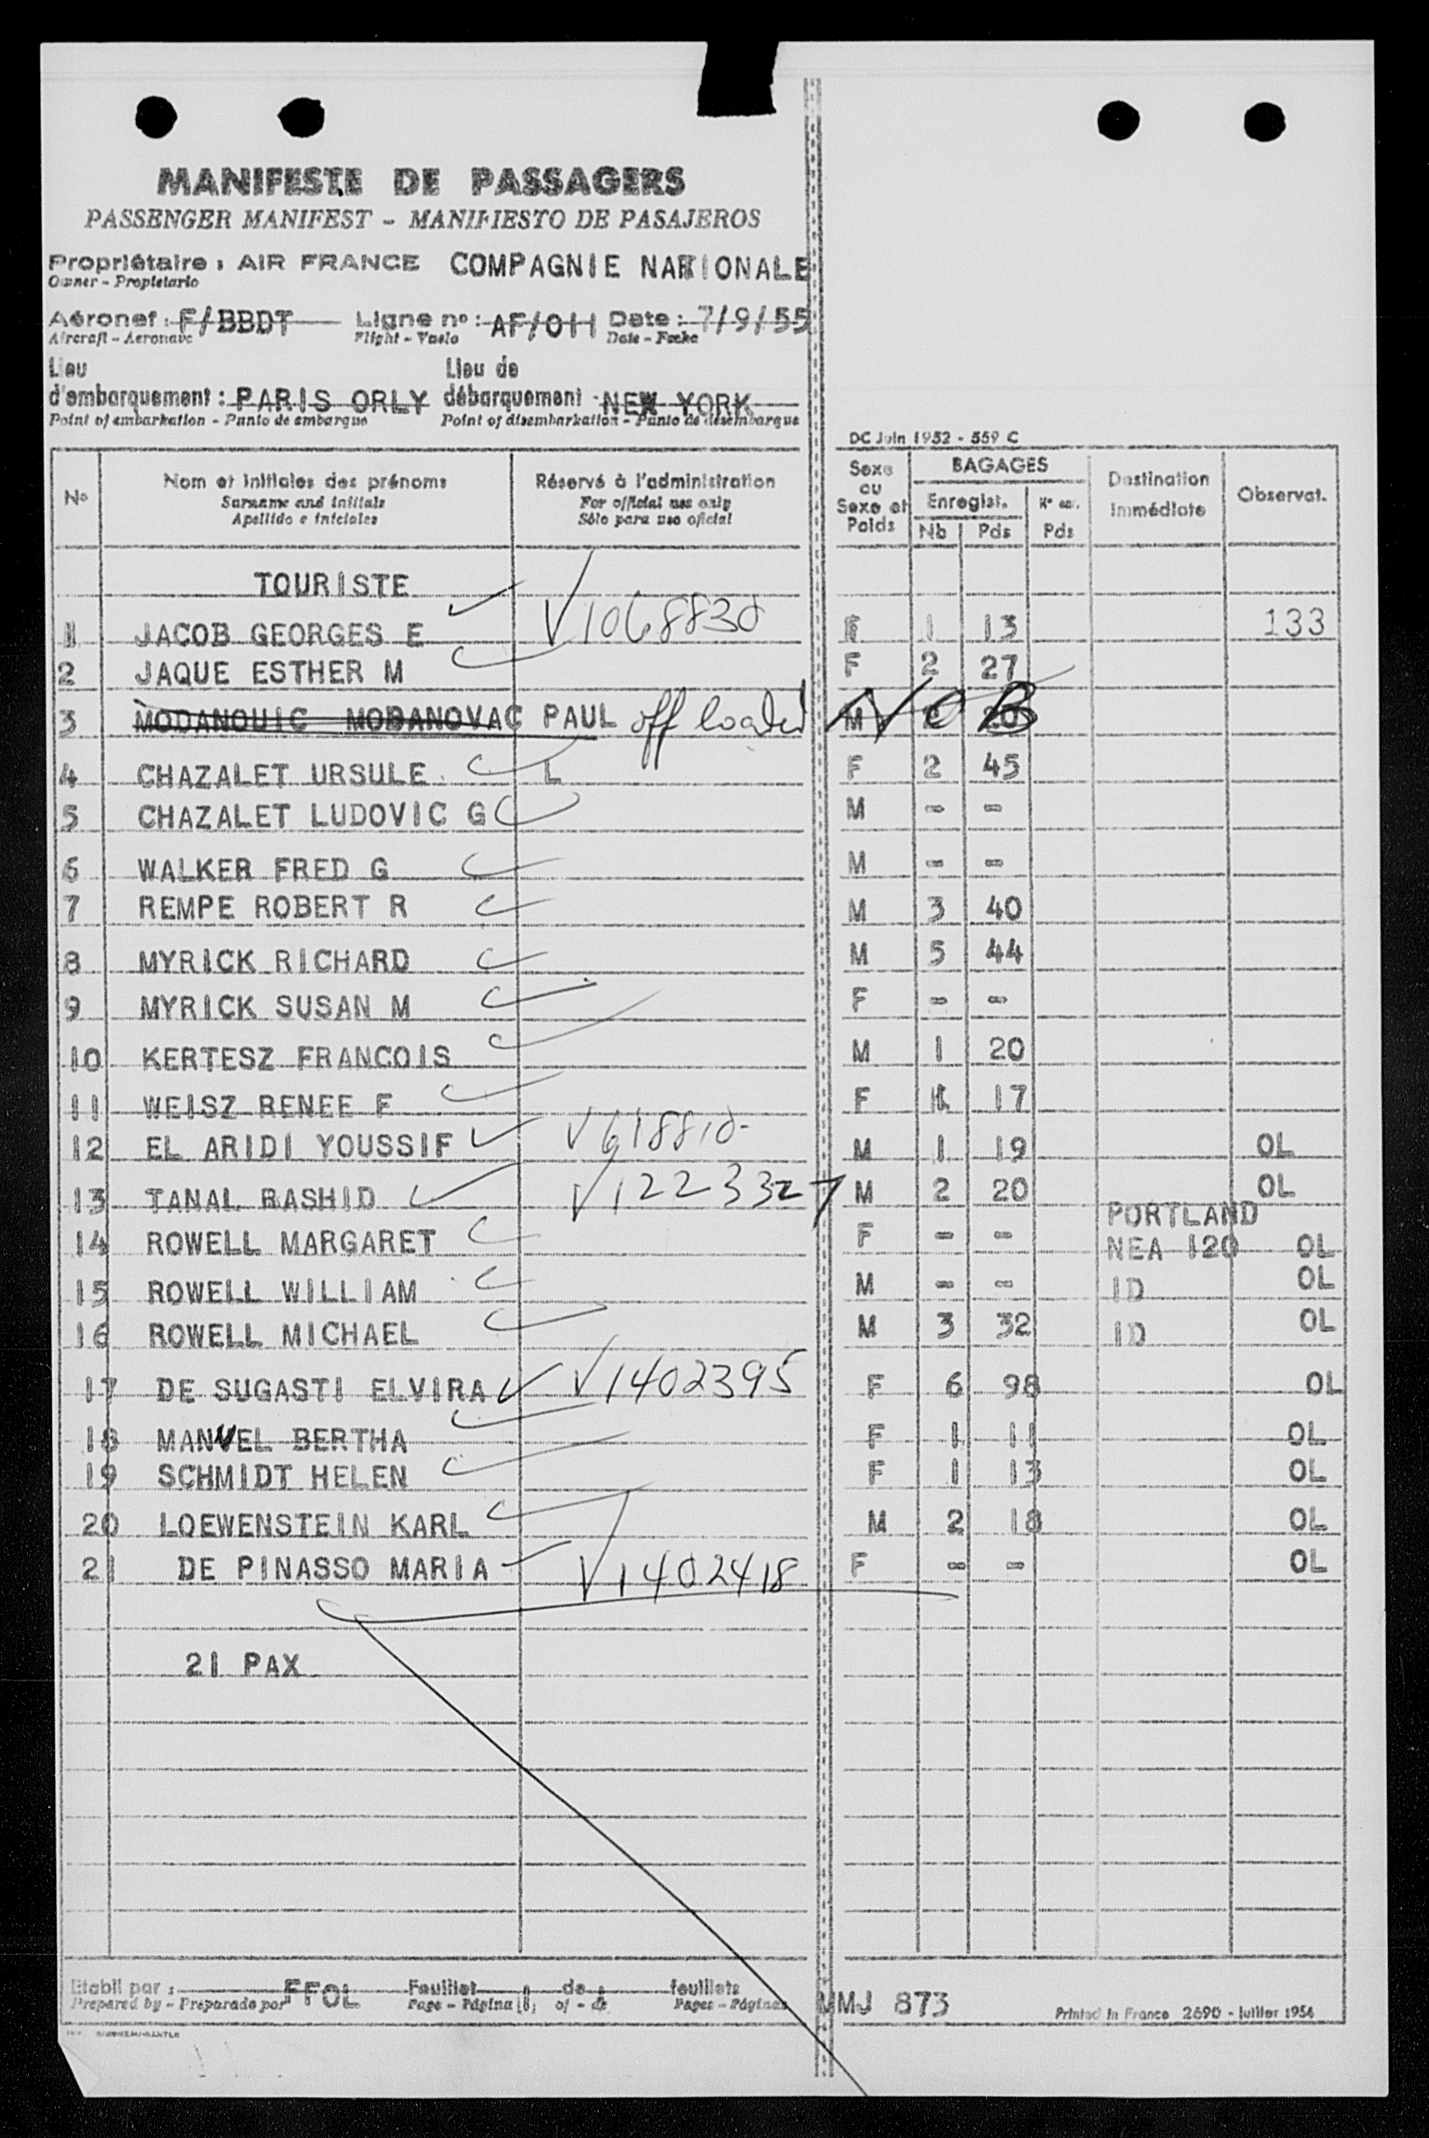 MANIFESTE DE PASSAGERS
PASSENGER MANIFEST - MANIFIESTO DE PASAJEROS
Propriétaire : AIR FRANCE COMPAGNIE NATIONALE
Owner - Propietario
Aéronef : F/BBDT Ligne nº : AF/011 Date : 7/9/55
Aircraft - Aeronave Flight - Vuelo Date - Fecha
Lieu d'embarquement : PARIS ORLY Lieu de débarquement - NEW YORK
Point of embarkation - Punto de embarque Point of disembarkation - Punto de desembarque
DC Juin 1952 - 559 C
Nº Nom et initiales des prénoms Réservé à l'administration Sexe ou Sexe et Poids BAGAGES Destination immédiate Observat.
Surname and initials For official use only Enregist. Nº en.
Apellido e iniciales Sólo para uso oficial Nb Pds Pds
TOURISTE
1 JACOB GEORGES E V1068830 F 1 13 133
2 JAQUE ESTHER M F 2 27
3 MODANOUIC MOBANOVAC PAUL off loaded M 20 NOB
4 CHAZALET URSULE L F 2 45
5 CHAZALET LUDOVIC G M - -
6 WALKER FRED G M - -
7 REMPE ROBERT R M 3 40
8 MYRICK RICHARD M 5 44
9 MYRICK SUSAN M F - -
10 KERTESZ FRANCOIS M 1 20
11 WEISZ RENEE F F 1 17
12 EL ARIDI YOUSSIF V618810 M 1 19 OL
13 TANAL RASHID V1223327 M 2 20 OL
14 ROWELL MARGARET F - - PORTLAND NEA 120 OL
15 ROWELL WILLIAM M - - ID OL
16 ROWELL MICHAEL M 3 32 ID OL
17 DE SUGASTI ELVIRA V1402395 F 6 98 OL
18 MANUEL BERTHA F 1 11 OL
19 SCHMIDT HELEN F 1 13 OL
20 LOEWENSTEIN KARL M 2 18 OL
21 DE PINASSO MARIA V1402418 F - - OL
21 PAX
Etabli par : FFOL Feuillet 1 de 1 feuillets MMJ 873
Prepared by - Preparado por Page - Página of - de Pages - Páginas Printed in France 2690 - juillet 1954